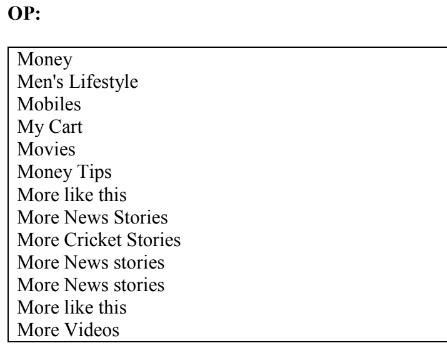 OP:
Money
Men's Lifestyle
Mobiles
My Cart
Movies
Money Tips
More like this
More News Stories
More Cricket Stories
More News stories
More News stories
More like this
More Videos